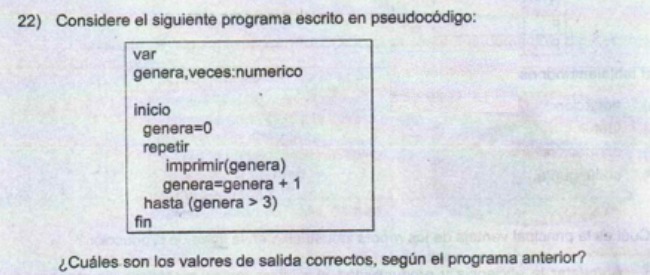 22) Considere el siguiente programa escrito en pseudocódigo:
var
genera,veces:numerico
inicio
genera=0
repetir
imprimir(genera)
genera=genera + 1
hasta (genera > 3)
fin
¿Cuáles son los valores de salida correctos, según el programa anterior?